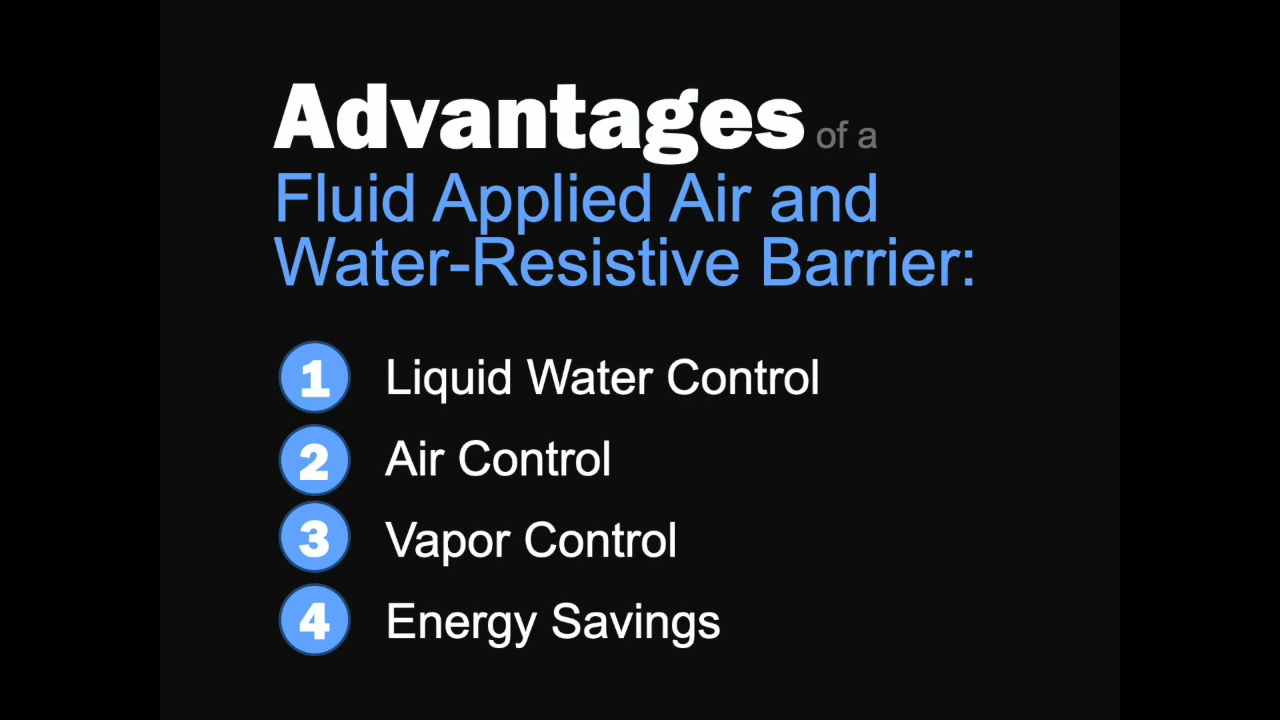 Advantages of a
Fluid Applied Air and
Water-Resistive Barrier:
1 Liquid Water Control
2 Air Control
3 Vapor Control
4 Energy Savings